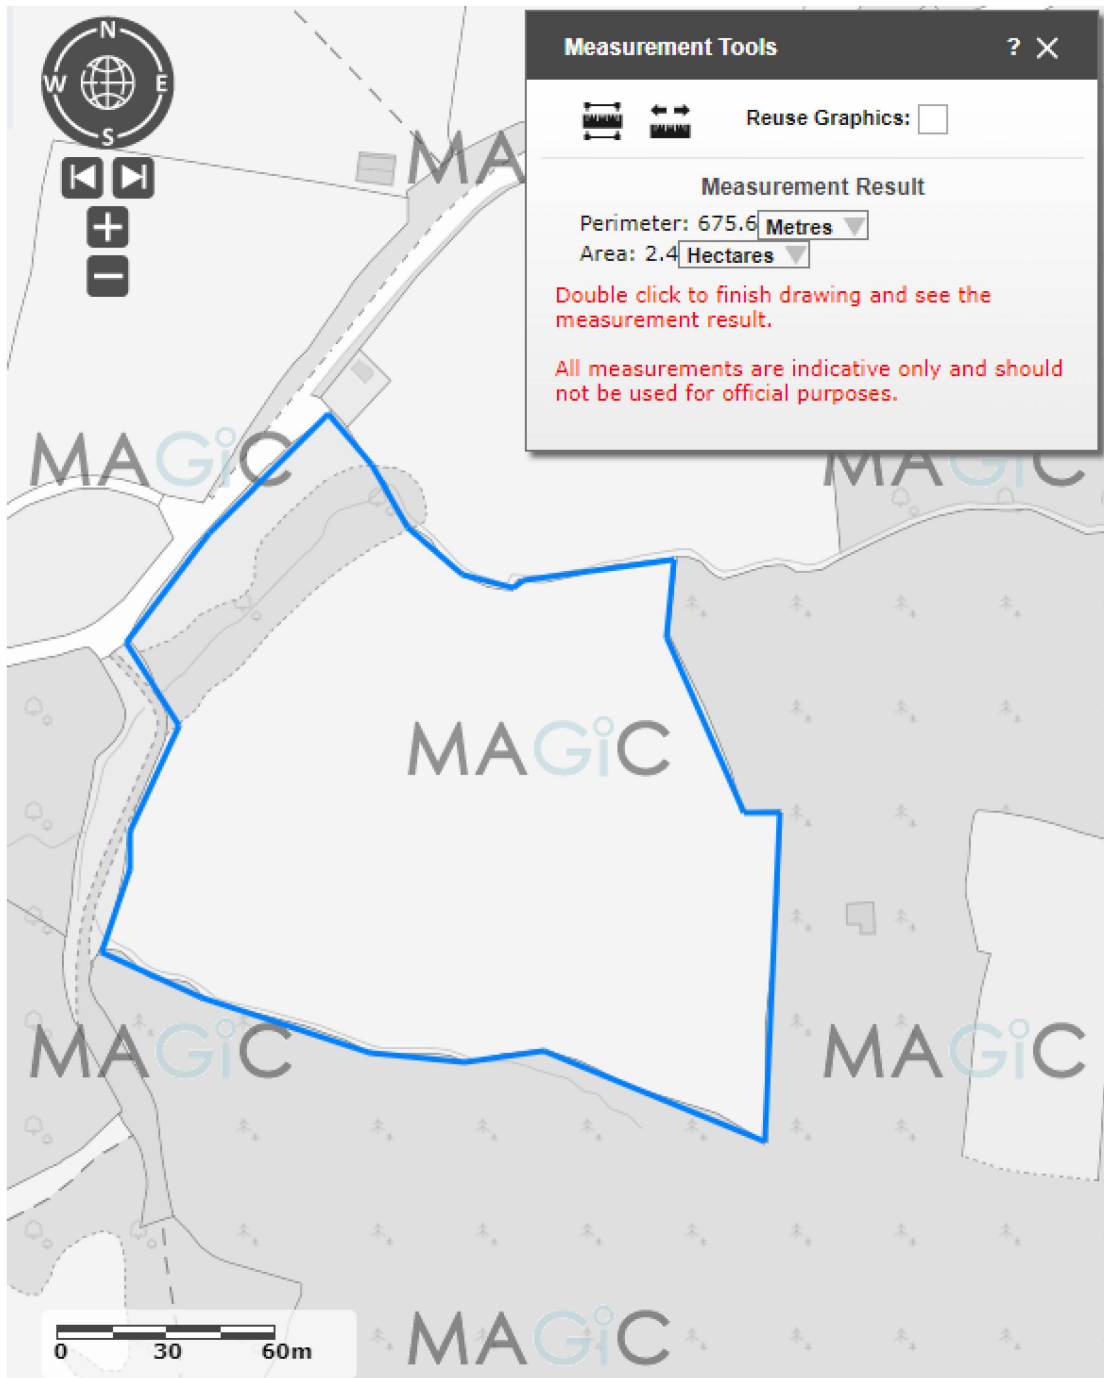 N
W E
S
Measurement Tools ? X
Reuse Graphics:
Measurement Result
Perimeter: 675.6 Metres
Area: 2.4 Hectares
Double click to finish drawing and see the
measurement result.
All measurements are indicative only and should
not be used for official purposes.
MA
MAGiC
MAGiC
MAGiC
MAGiC
MAGiC
MAGiC
0 30 60m